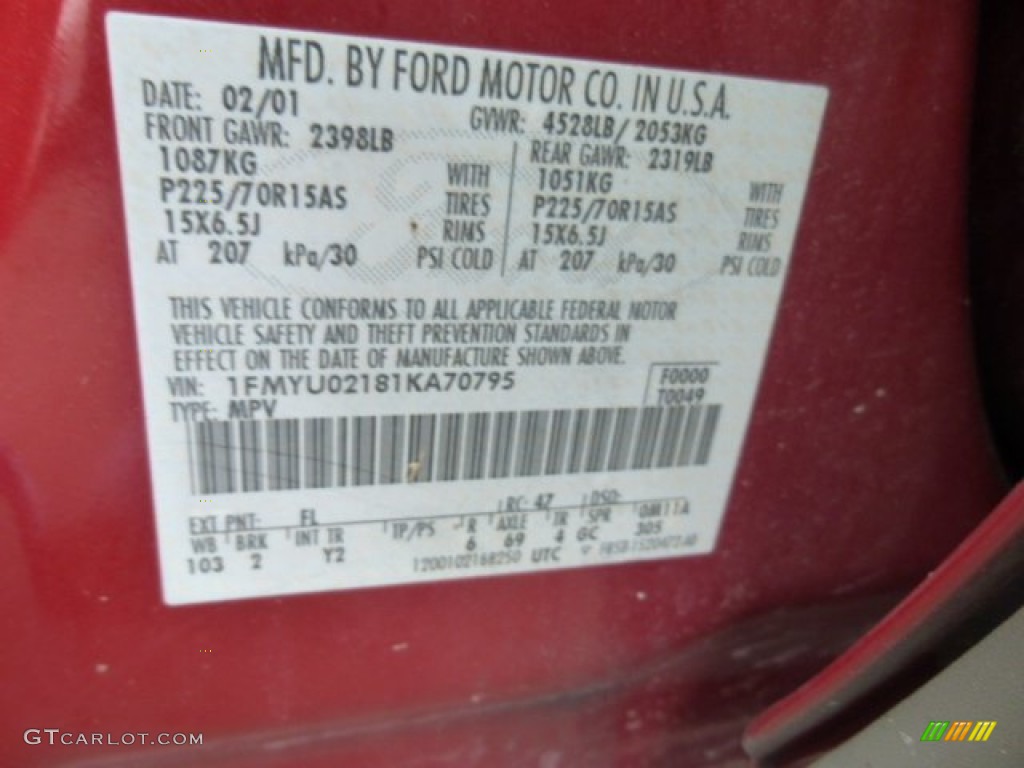 MFD. BY FORD MOTOR CO. IN U.S.A.
DATE: 02/01 GVWR: 4528LB/ 2053KG
FRONT GAWR: 2398LB REAR GAWR: 2319LB
1087KG WITH 1051KG WITH
P225/70R15AS TIRES P225/70R15AS TIRES
15X6.5J RIMS 15X6.5J RIMS
AT 207 kPa/30 PSI COLD AT 207 kPa/30 PSI COLD
THIS VEHICLE CONFORMS TO ALL APPLICABLE FEDERAL MOTOR
VEHICLE SAFETY AND THEFT PREVENTION STANDARDS IN
EFFECT ON THE DATE OF MANUFACTURE SHOWN ABOVE.
VIN: 1FMYU02181KA70795 F0000
TYPE: MPV T0049
EXT PNT: FL RC: 47 DSO:
WB BRK INT TR TP/PS R AXLE TR SPR
103 2 Y2 6 69 4 GC 305
1200102168250 UTC
GTCARLOT.COM